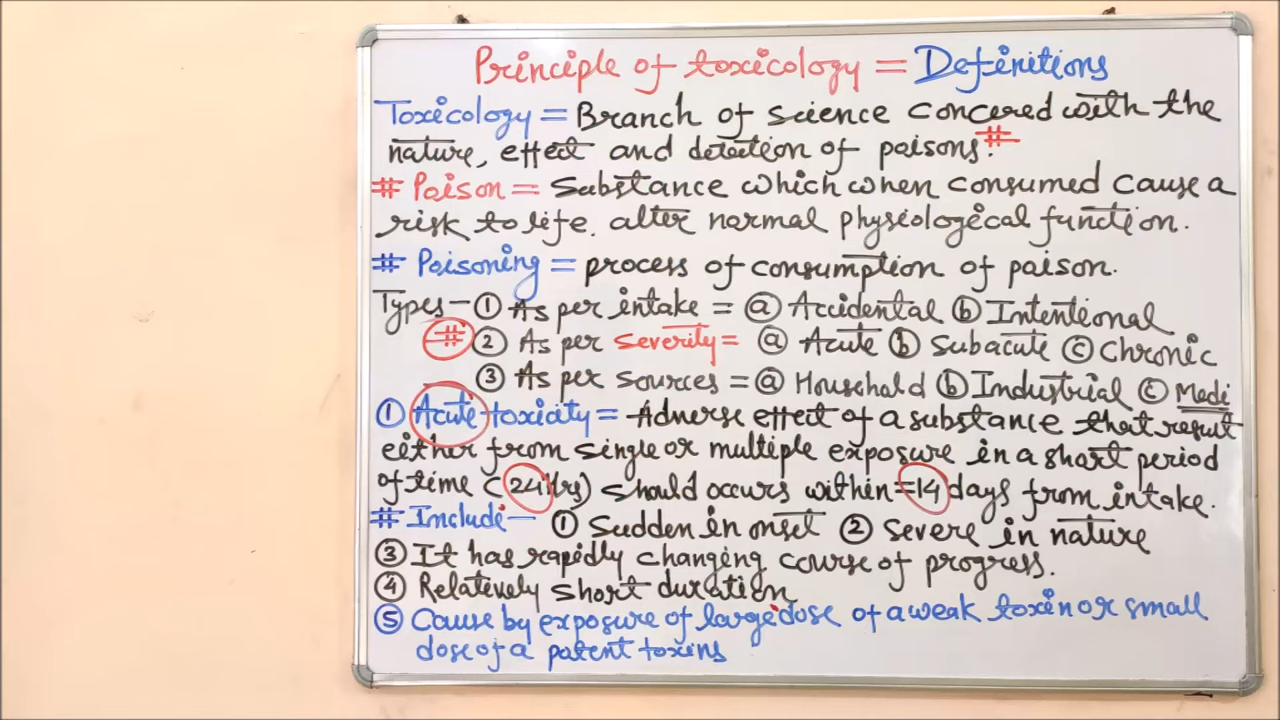 Principle of toxicology = Definitions
Toxicology = Branch of science concered with the
nature, effect and detection of poisons.#
# Poison = Substance which when consumed cause a
risk to life. alter normal physiological function.
# Poisoning = process of consumption of poison.
Types - ① As per intake = ⓐ Accidental ⓑ Intentional
# ② As per severity = ⓐ Acute ⓑ Subacute ⓒ Chronic
③ As per sources = ⓐ Household ⓑ Industrial ⓒ Medi
① Acute toxicity = Adverse effect of a substance that result
either from single or multiple exposure in a short period
of time (24Hrs) should occurs within = 14 days from intake.
# Include - ① Sudden in onset ② Severe in nature
③ It has rapidly changing course of progress.
④ Relatively short duration
⑤ Cause by exposure of large dose of a weak toxin or small
dose of a patent toxins